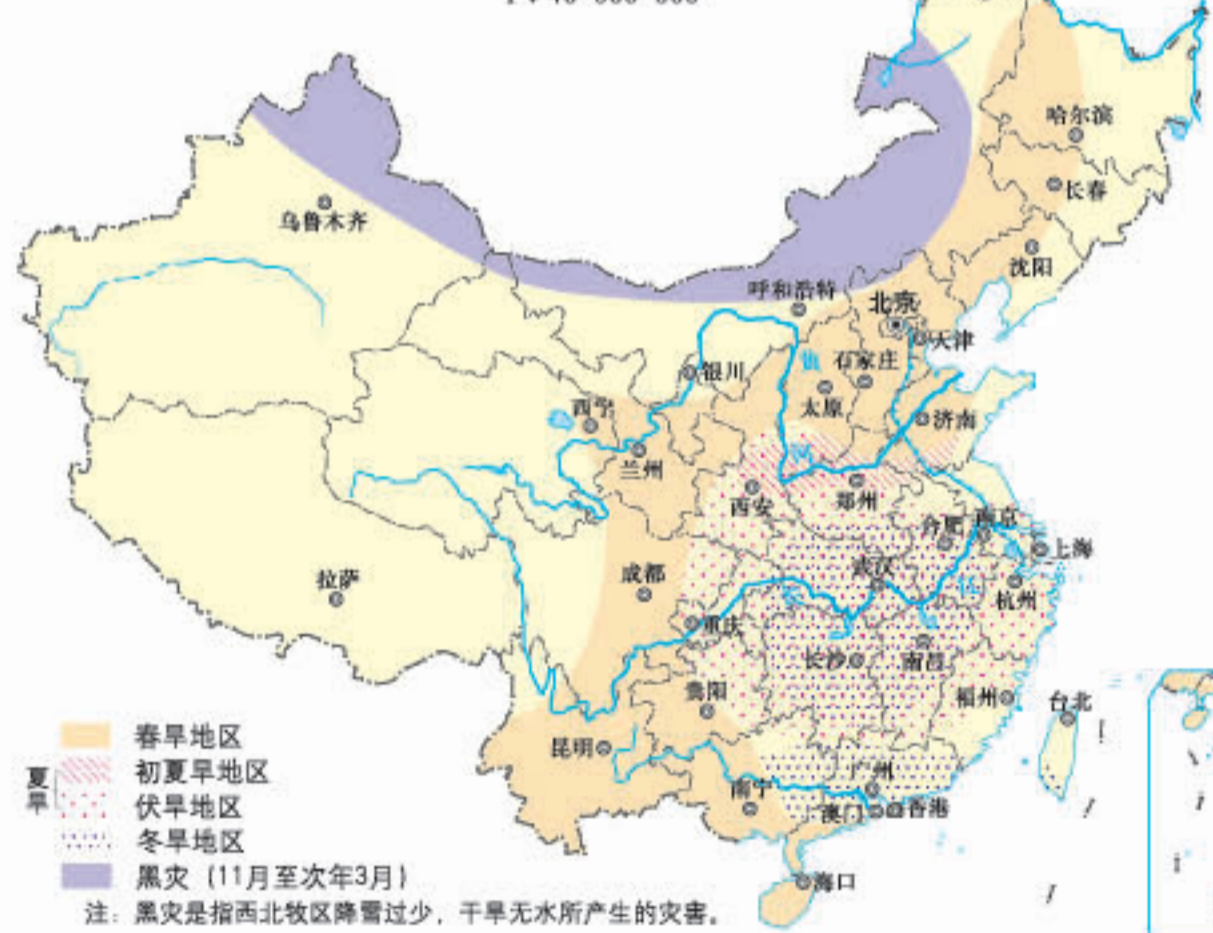 哈尔滨
长春
乌鲁木齐
沈阳
呼和浩特
北京
天津
银川
石家庄
太原
西宁
济南
兰州
河
西安
郑州
合肥
南京
上海
拉萨
成都
武汉
长
江
杭州
重庆
长沙
南昌
贵阳
福州
台北
昆明
广州
南宁
澳门
香港
海口
春旱地区
夏旱
初夏旱地区
伏旱地区
冬旱地区
黑灾（11月至次年3月）
注：黑灾是指西北牧区降雪过少，干旱无水所产生的灾害。